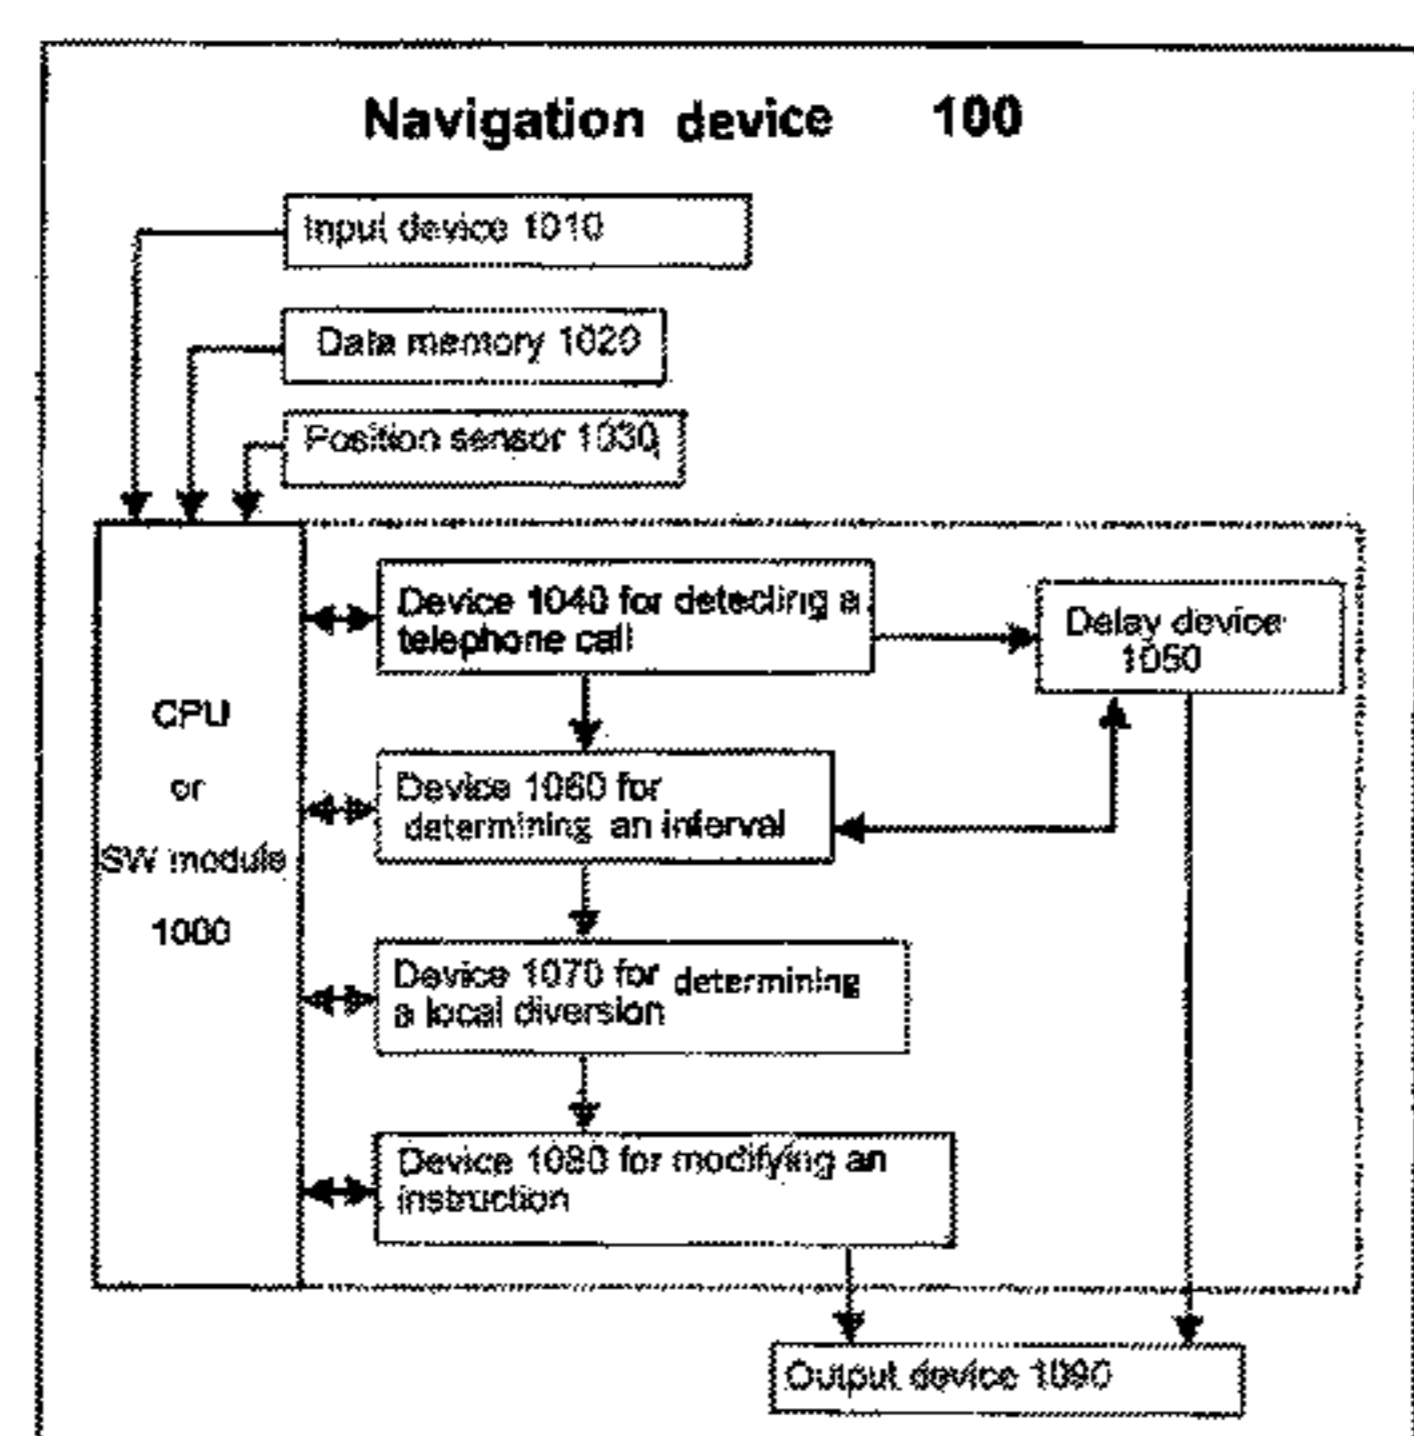 Navigation device 100
Input device 1010
Data memory 1020
Position sensor 1030
Device 1040 for detecting a
telephone call
Delay device
1050
CPU
or
SW module
1000
Device 1060 for
determining an interval
Device 1070 for determining
a local diversion
Device 1080 for modifying an
instruction
Output device 1090